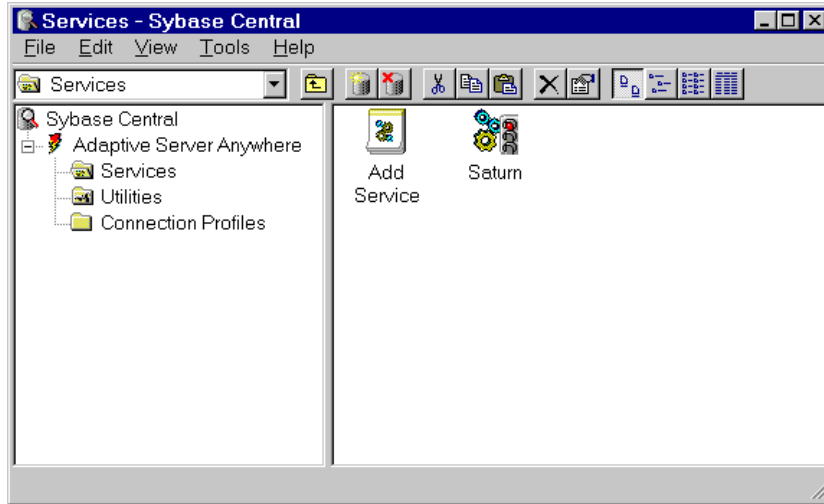 Services - Sybase Central
File Edit View Tools Help
Services
Sybase Central
Adaptive Server Anywhere
Services
Utilities
Connection Profiles
Add
Service
Saturn